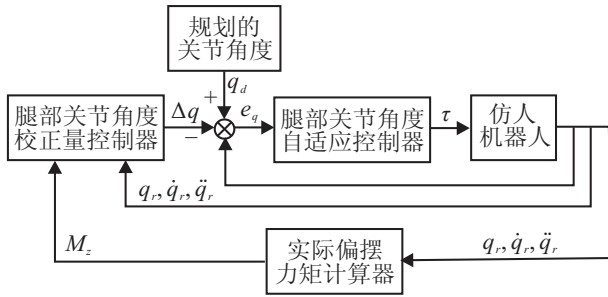 规划的
关节角度
+
q_d
腿部关节角度
校正量控制器
Δq
−
e_q
腿部关节角度
自适应控制器
τ
仿人
机器人
q_r, q̇_r, q̈_r
M_z
实际偏摆
力矩计算器
q_r, q̇_r, q̈_r